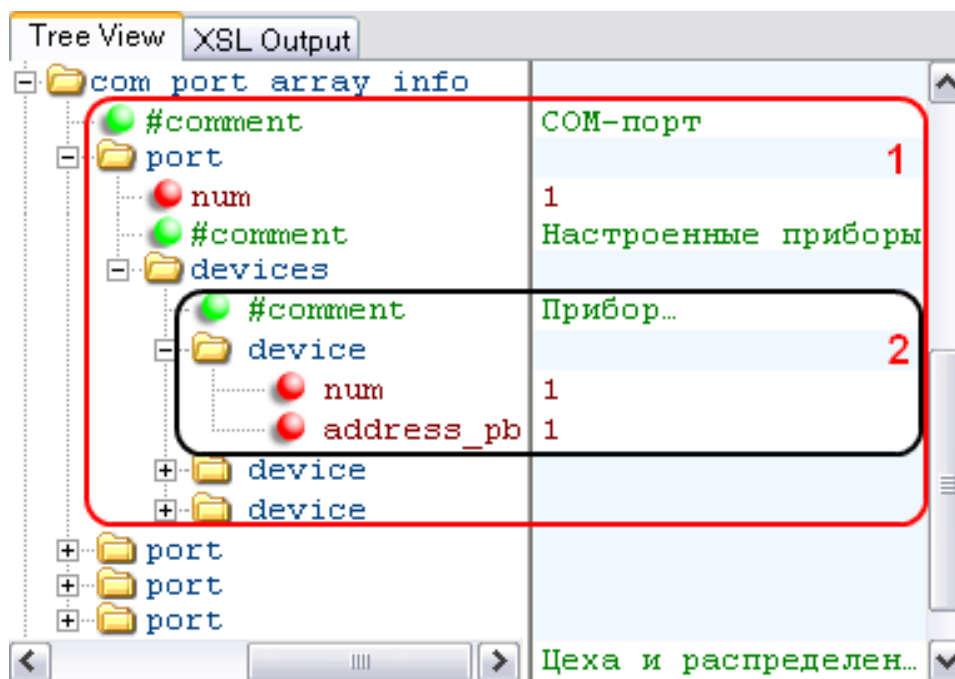 Tree View XSL Output
com port array info
#comment COM-порт
port 1
num 1
#comment Настроенные приборы
devices
#comment Прибор…
device 2
num 1
address_pb 1
device
device
port
port
port
Цеха и распределен…